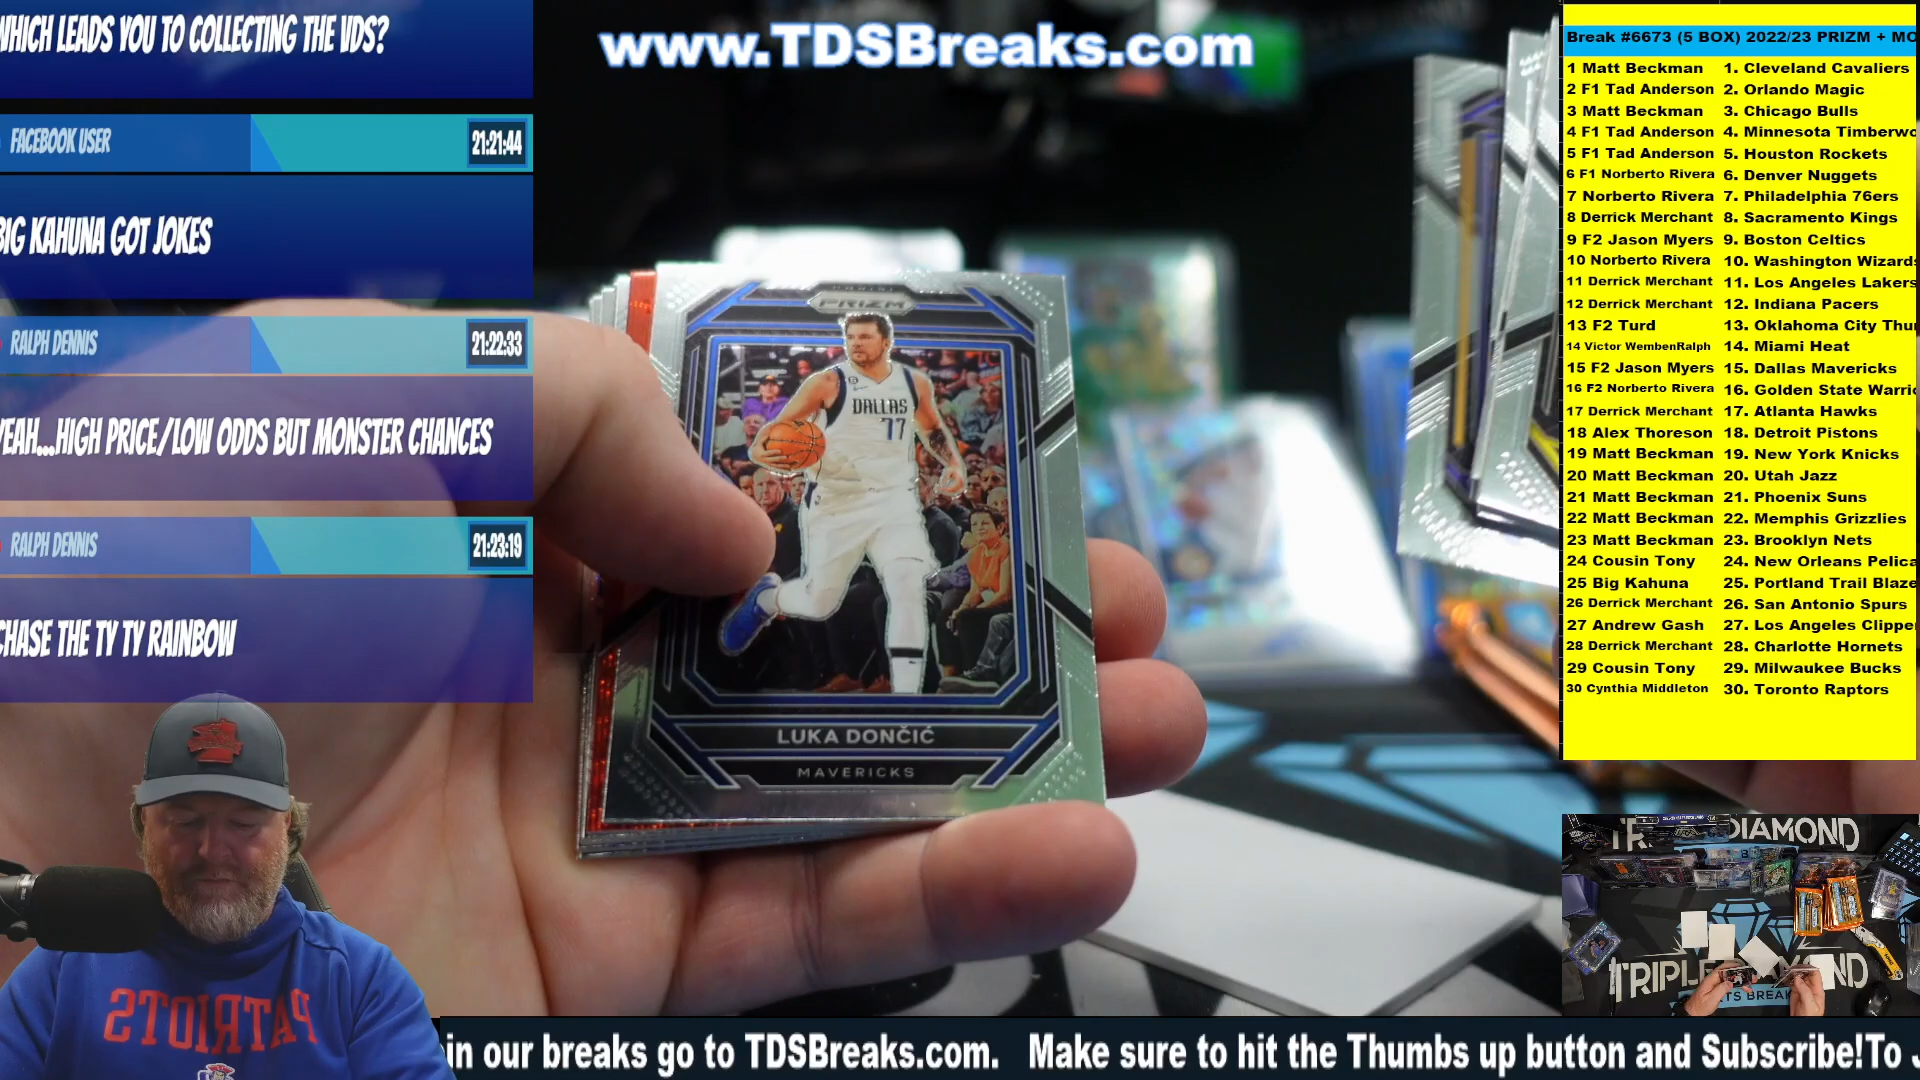 WHICH LEADS YOU TO COLLECTING THE VDS?
FACEBOOK USER
21:21:44
BIG KAHUNA GOT JOKES
RALPH DENNIS
21:22:33
YEAH...HIGH PRICE/LOW ODDS BUT MONSTER CHANCES
RALPH DENNIS
21:23:19
CHASE THE TY TY RAINBOW
www.TDSBreaks.com
PANINI
PRIZM
DALLAS
77
LUKA DONČIĆ
MAVERICKS
Break #6673 (5 BOX) 2022/23 PRIZM + MO
1 Matt Beckman 1. Cleveland Cavaliers
2 F1 Tad Anderson 2. Orlando Magic
3 Matt Beckman 3. Chicago Bulls
4 F1 Tad Anderson 4. Minnesota Timberwo
5 F1 Tad Anderson 5. Houston Rockets
6 F1 Norberto Rivera 6. Denver Nuggets
7 Norberto Rivera 7. Philadelphia 76ers
8 Derrick Merchant 8. Sacramento Kings
9 F2 Jason Myers 9. Boston Celtics
10 Norberto Rivera 10. Washington Wizards
11 Derrick Merchant 11. Los Angeles Lakers
12 Derrick Merchant 12. Indiana Pacers
13 F2 Turd 13. Oklahoma City Thu
14 Victor WembenRalph 14. Miami Heat
15 F2 Jason Myers 15. Dallas Mavericks
16 F2 Norberto Rivera 16. Golden State Warric
17 Derrick Merchant 17. Atlanta Hawks
18 Alex Thoreson 18. Detroit Pistons
19 Matt Beckman 19. New York Knicks
20 Matt Beckman 20. Utah Jazz
21 Matt Beckman 21. Phoenix Suns
22 Matt Beckman 22. Memphis Grizzlies
23 Matt Beckman 23. Brooklyn Nets
24 Cousin Tony 24. New Orleans Pelica
25 Big Kahuna 25. Portland Trail Blaze
26 Derrick Merchant 26. San Antonio Spurs
27 Andrew Gash 27. Los Angeles Clippe
28 Derrick Merchant 28. Charlotte Hornets
29 Cousin Tony 29. Milwaukee Bucks
30 Cynthia Middleton 30. Toronto Raptors
DIAMOND
TRIPLE
ND
TS BREAK
PATRIOTS
in our breaks go to TDSBreaks.com. Make sure to hit the Thumbs up button and Subscribe!To J